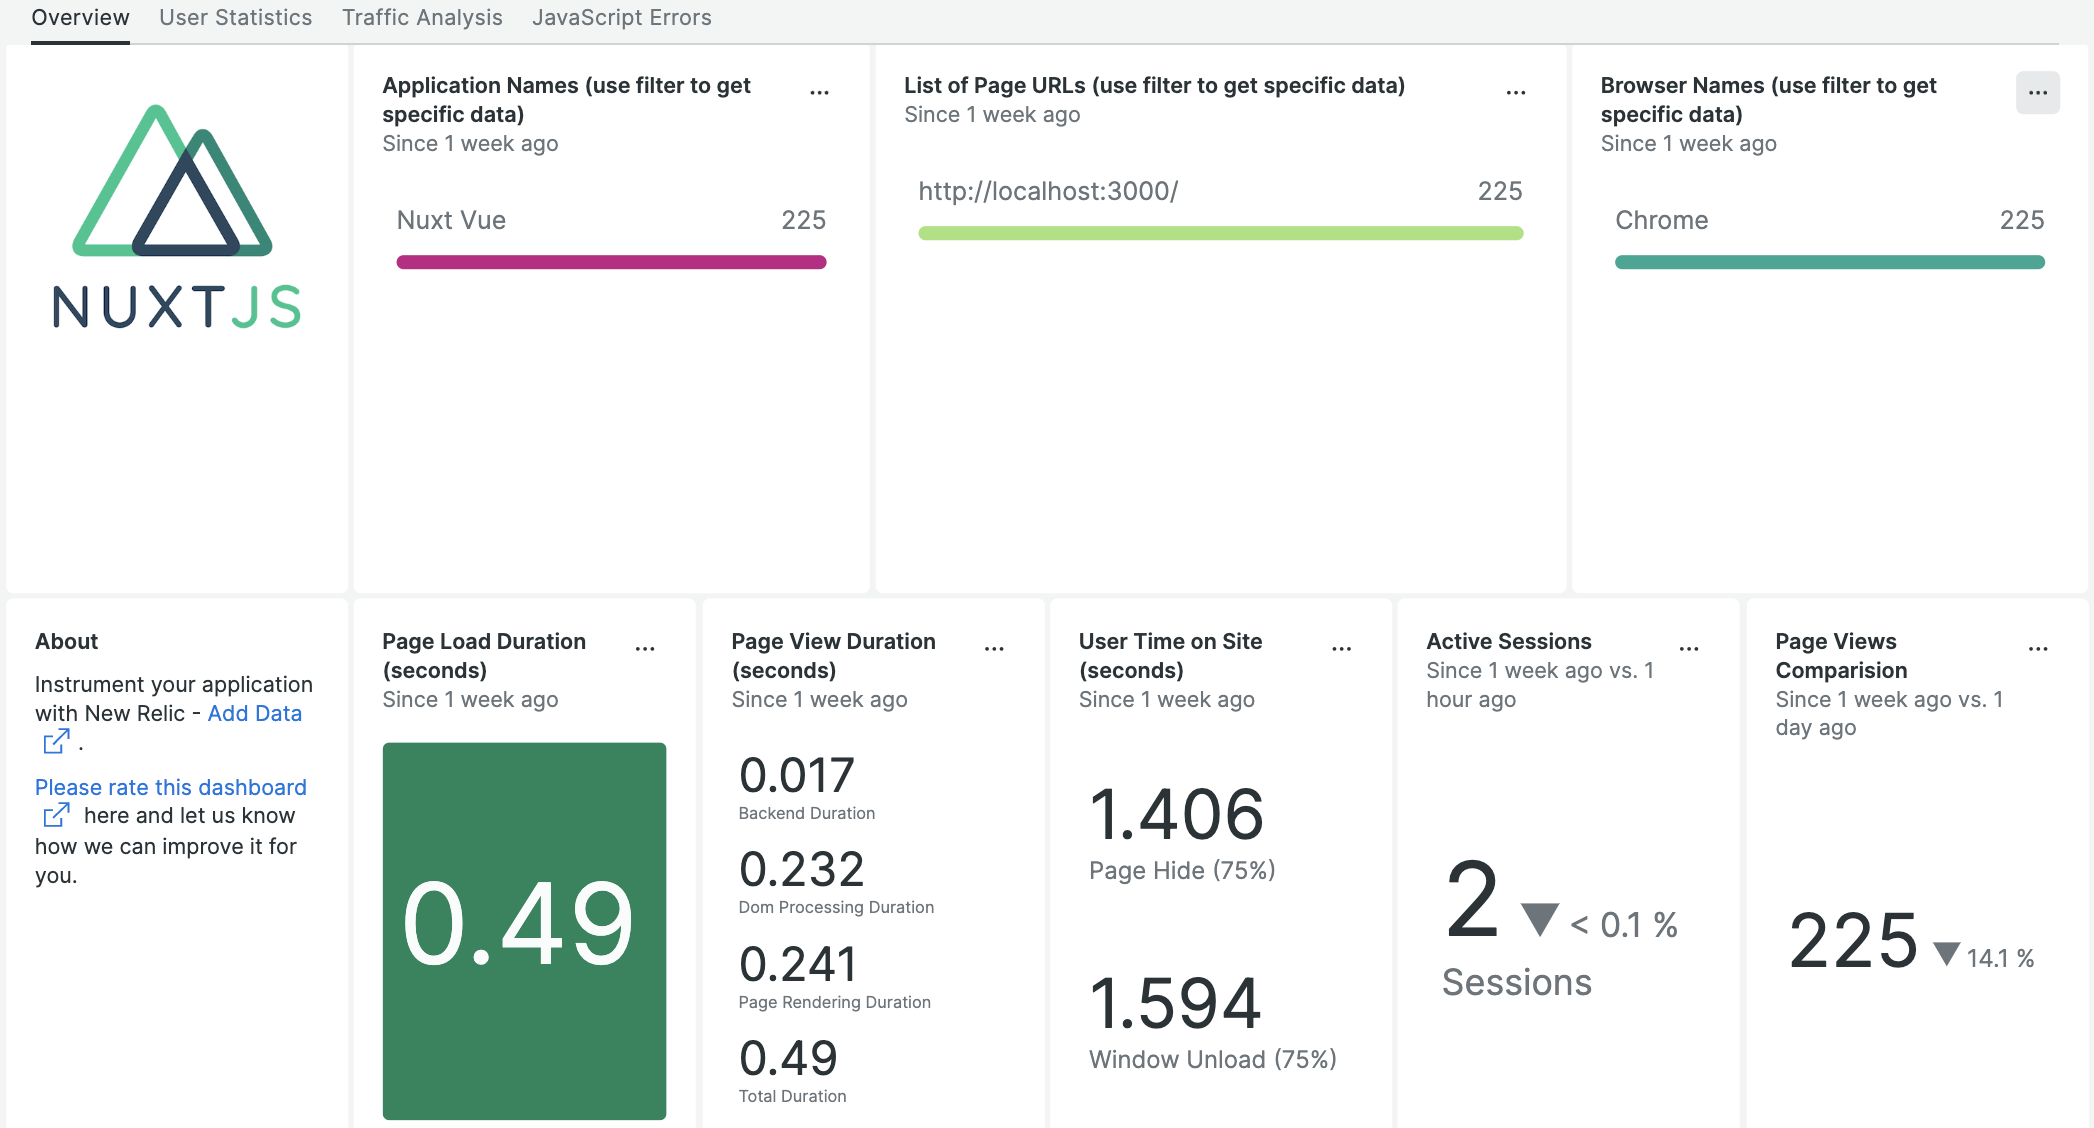 Overview
User Statistics
Traffic Analysis
JavaScript Errors
NUXTJS
Application Names (use filter to get
specific data)
Since 1 week ago
...
Nuxt Vue
225
List of Page URLs (use filter to get specific data)
Since 1 week ago
...
http://localhost:3000/
225
Browser Names (use filter to get
specific data)
Since 1 week ago
...
Chrome
225
About
Instrument your application
with New Relic - Add Data
.
Please rate this dashboard
here and let us know
how we can improve it for
you.
Page Load Duration
(seconds)
Since 1 week ago
...
0.49
Page View Duration
(seconds)
Since 1 week ago
...
0.017
Backend Duration
0.232
Dom Processing Duration
0.241
Page Rendering Duration
0.49
Total Duration
User Time on Site
(seconds)
Since 1 week ago
...
1.406
Page Hide (75%)
1.594
Window Unload (75%)
Active Sessions
Since 1 week ago vs. 1
hour ago
...
2 < 0.1 %
Sessions
Page Views
Comparision
Since 1 week ago vs. 1
day ago
...
225 14.1 %